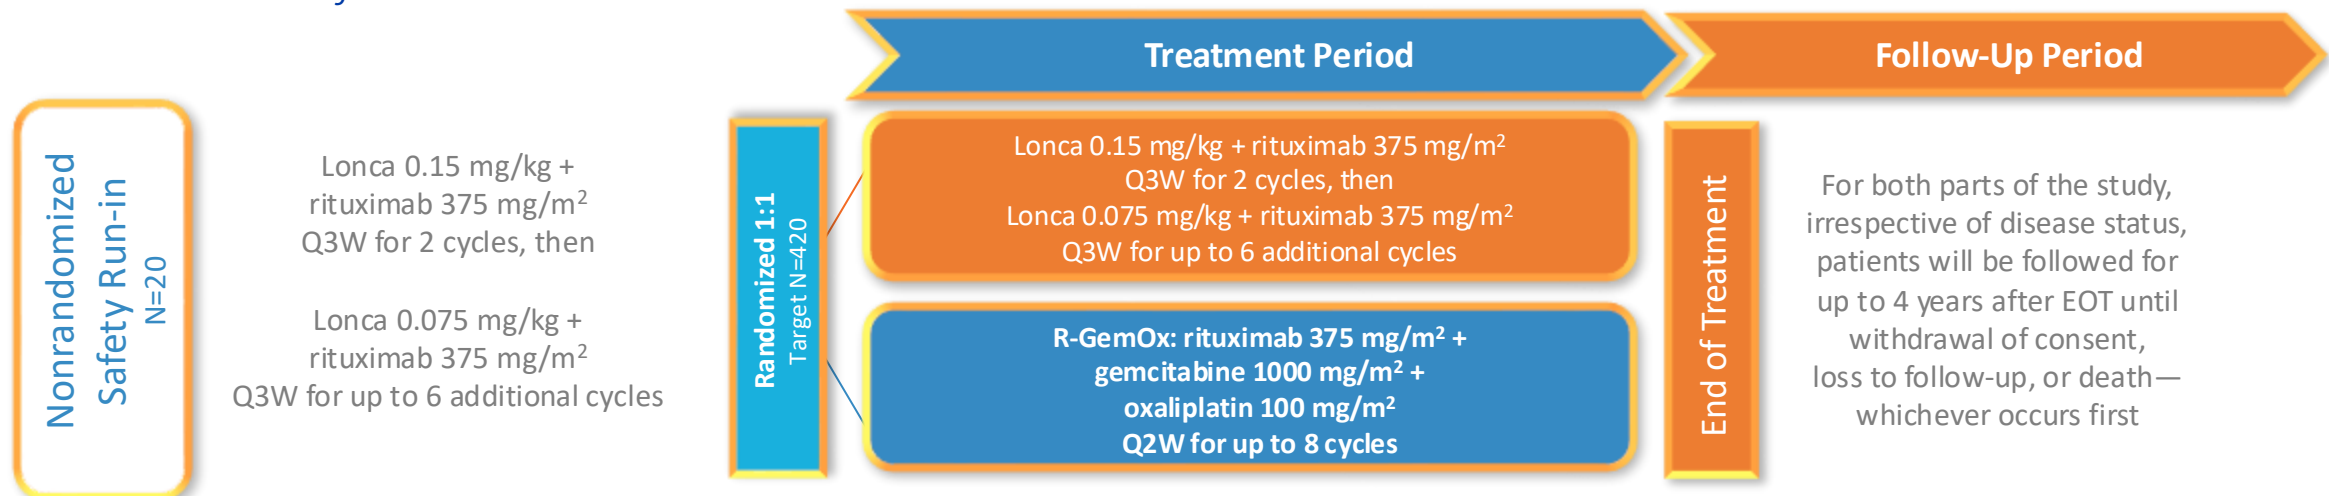 Treatment Period
Follow-Up Period
Nonrandomized
Safety Run-in
N=20
Lonca 0.15 mg/kg +
rituximab 375 mg/m²
Q3W for 2 cycles, then
Lonca 0.075 mg/kg +
rituximab 375 mg/m²
Q3W for up to 6 additional cycles
Randomized 1:1
Target N=420
Lonca 0.15 mg/kg + rituximab 375 mg/m²
Q3W for 2 cycles, then
Lonca 0.075 mg/kg + rituximab 375 mg/m²
Q3W for up to 6 additional cycles
R-GemOx: rituximab 375 mg/m² +
gemcitabine 1000 mg/m² +
oxaliplatin 100 mg/m²
Q2W for up to 8 cycles
End of Treatment
For both parts of the study,
irrespective of disease status,
patients will be followed for
up to 4 years after EOT until
withdrawal of consent,
loss to follow-up, or death—
whichever occurs first